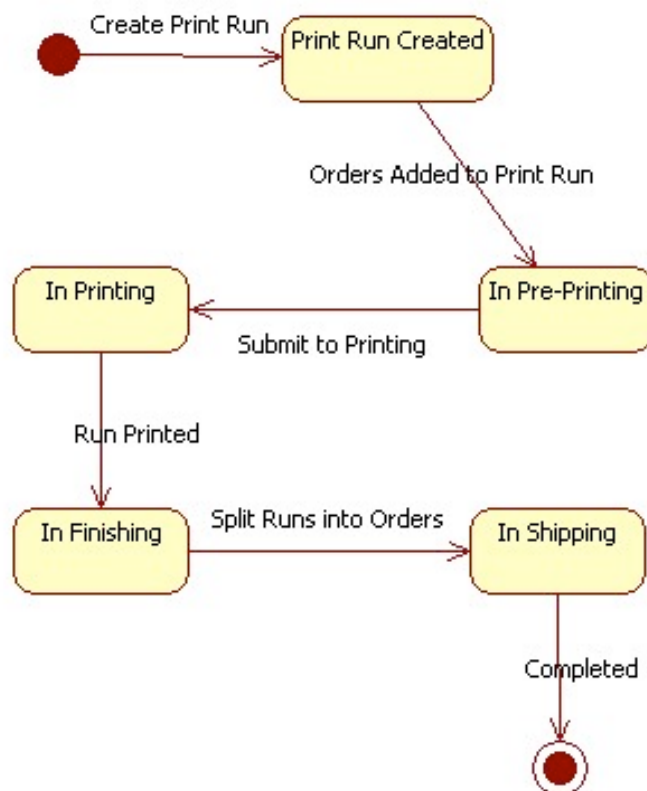 Create Print Run
Print Run Created
Orders Added to Print Run
In Printing
In Pre-Printing
Submit to Printing
Run Printed
In Finishing
Split Runs into Orders
In Shipping
Completed